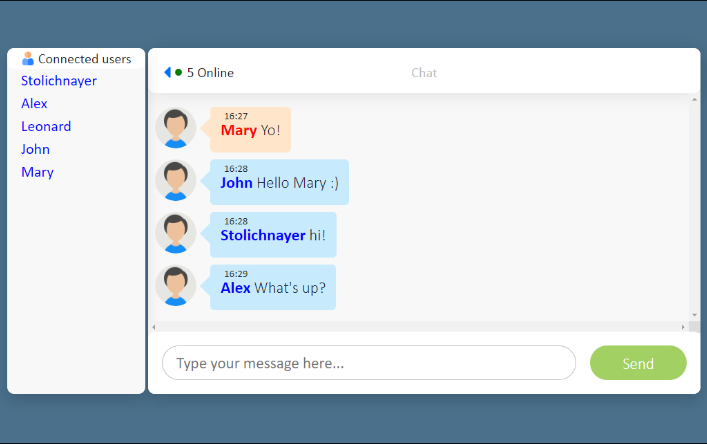 Connected users
Stolichnayer
Alex
Leonard
John
Mary
5 Online
Chat
16:27
Mary Yo!
16:28
John Hello Mary :)
16:28
Stolichnayer hi!
16:29
Alex What's up?
Type your message here...
Send